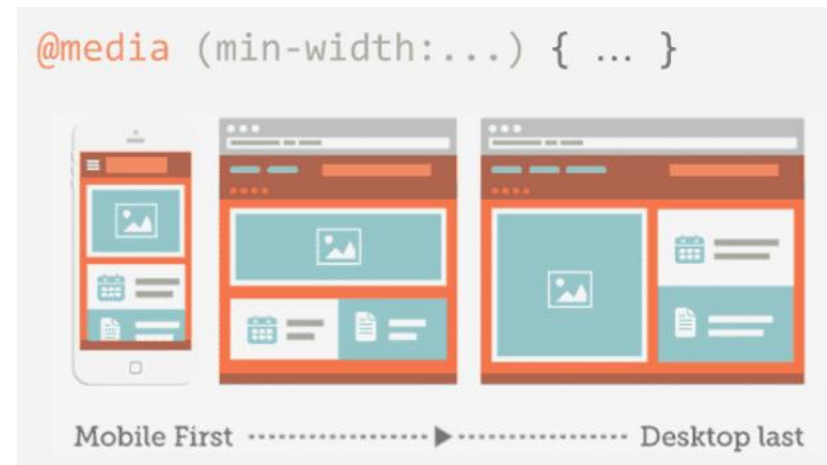 @media (min-width:...) { ... }
Mobile First
Desktop last